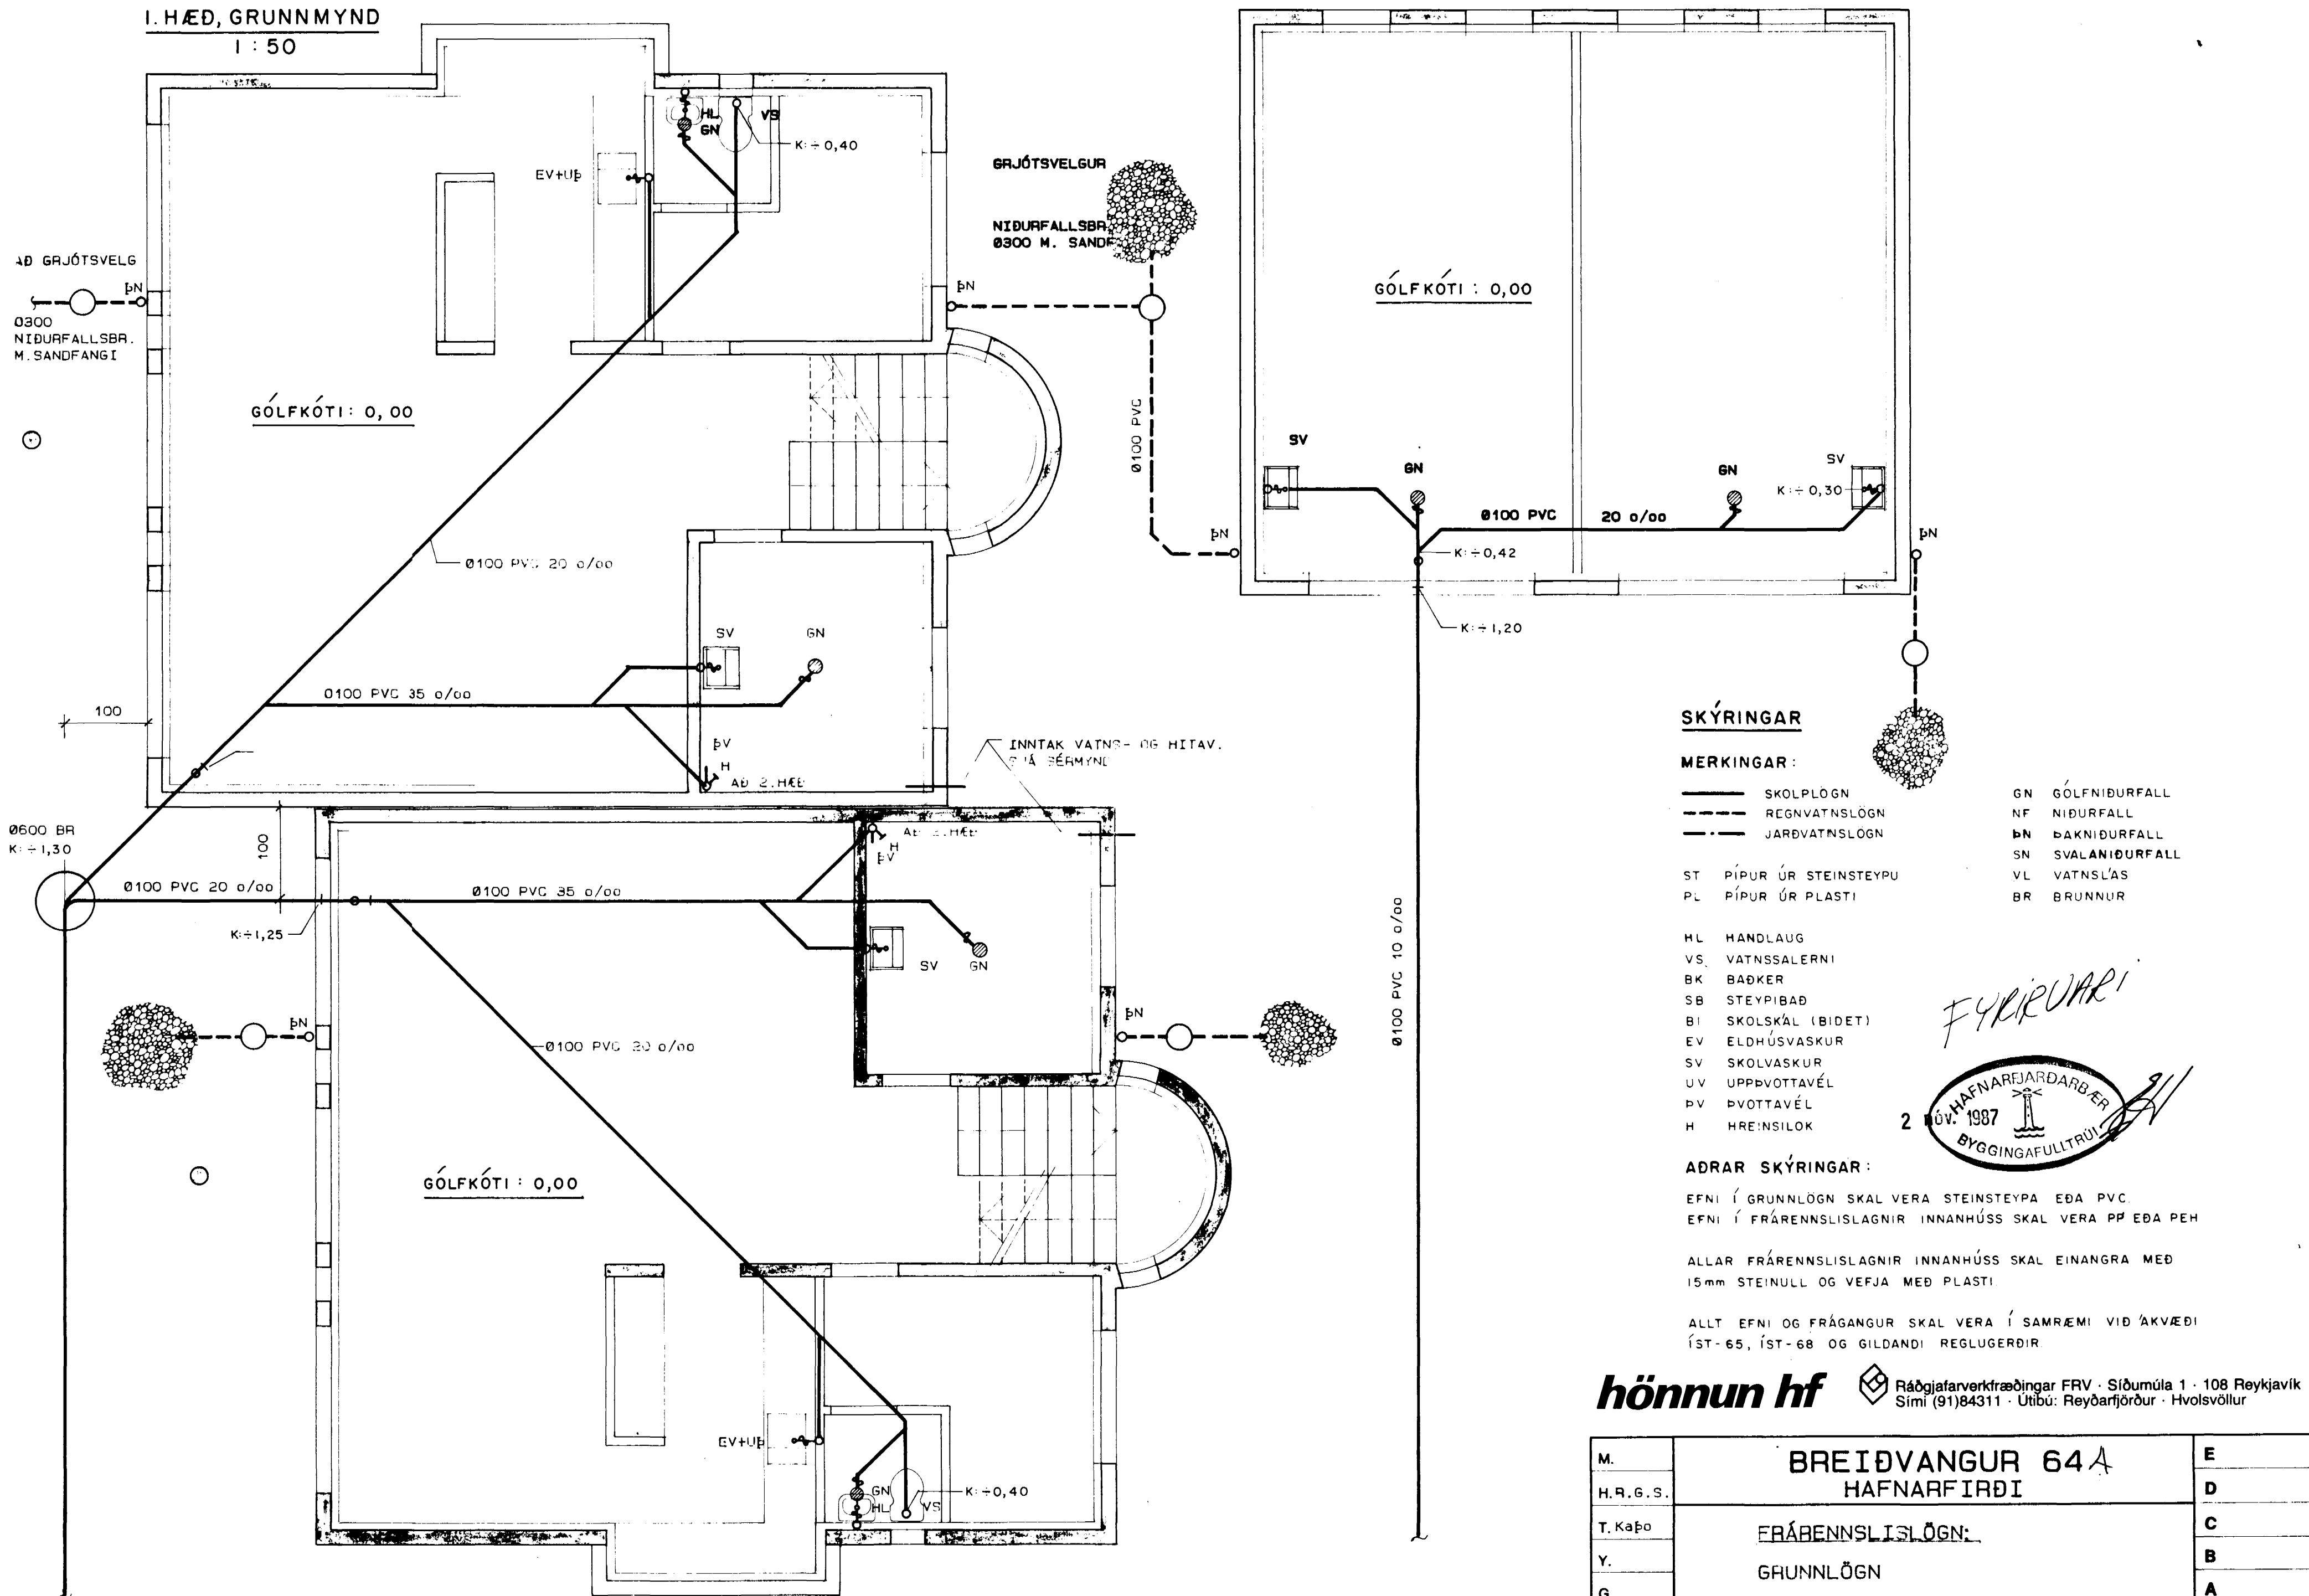 1. HÆÐ, GRUNNMYND
1 : 50
HL
GN
VS
K: ÷ 0,40
EV+UÞ
AÐ GRJÓTSVELG
ÞN
Ø300
NIÐURFALLSBR.
M. SANDFANGI
GÓLFKÓTI : 0,00
GRJÓTSVELGUR
NIÐURFALLSBR.
Ø300 M.
ÞN
Ø100 PVC
ÞN
GÓLFKÓTI : 0,00
SV
GN
GN
SV
K: ÷ 0,30
Ø100 PVC 20 o/oo
K: ÷ 0,42
K: ÷ 1,20
ÞN
Ø100 PVC 20 o/oo
SV
GN
Ø100 PVC 35 o/oo
100
ÞV
H
AÐ 2.HÆÐ
INNTAK VATNS- OG HITAV.
SJÁ SÉRMYND
Ø600 BR
K: ÷ 1,30
100
Ø100 PVC 20 o/oo
Ø100 PVC 35 o/oo
K: ÷ 1,25
AÐ 2.HÆÐ
H
ÞV
SV
GN
ÞN
Ø100 PVC 20 o/oo
ÞN
GÓLFKÓTI : 0,00
EV+UÞ
GN
HL
VS
K: ÷ 0,40
Ø100 PVC 10 o/oo
SKÝRINGAR
MERKINGAR :
SKOLPLÖGN
REGNVATNSLÖGN
JARÐVATNSLÖGN
GN GÓLFNIÐURFALL
NF NIÐURFALL
ÞN ÞAKNIÐURFALL
SN SVALANIÐURFALL
VL VATNSLÁS
BR BRUNNUR
ST PÍPUR ÚR STEINSTEYPU
PL PÍPUR ÚR PLASTI
HL HANDLAUG
VS VATNSSALERNI
BK BAÐKER
SB STEYPIBAÐ
BI SKOLSKÁL (BIDET)
EV ELDHÚSVASKUR
SV SKOLVASKUR
UV UPPÞVOTTAVÉL
ÞV ÞVOTTAVÉL
H HREINSILOK
FYRIRVARI
HAFNARFJARÐARBÆR
2 NÓV. 1987
BYGGINGAFULLTRÚI
AÐRAR SKÝRINGAR :
EFNI Í GRUNNLÖGN SKAL VERA STEINSTEYPA EÐA PVC.
EFNI Í FRÁRENNSLISLAGNIR INNANHÚSS SKAL VERA PP EÐA PEH
ALLAR FRÁRENNSLISLAGNIR INNANHÚSS SKAL EINANGRA MEÐ
15mm STEINULL OG VEFJA MEÐ PLASTI
ALLT EFNI OG FRÁGANGUR SKAL VERA Í SAMRÆMI VIÐ ÁKVÆÐI
ÍST-65, ÍST-68 OG GILDANDI REGLUGERÐIR
hönnun hf
Ráðgjafarverkfræðingar FRV · Síðumúla 1 · 108 Reykjavík
Sími (91)84311 · Útibú: Reyðarfjörður · Hvolsvöllur
M.
H.R.G.S.
T. Kaþo
Y.
G
BREIÐVANGUR 64A
HAFNARFIRÐI
FRÁRENNSLISLÖGN:
GRUNNLÖGN
E
D
C
B
A